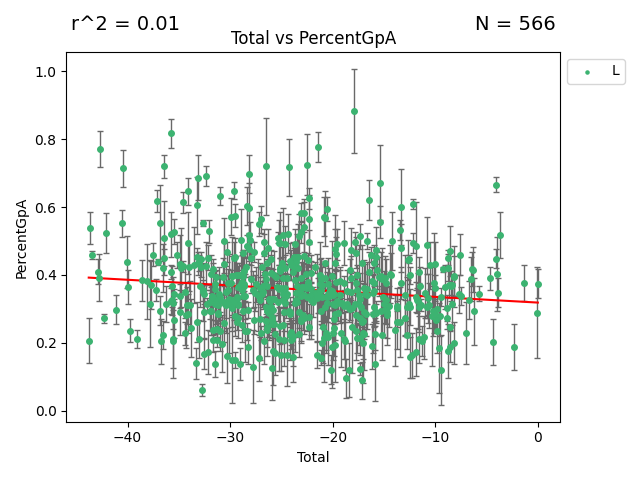 r^2 = 0.01
N = 566
Total vs PercentGpA
L
1.0
0.8
0.6
0.4
0.2
0.0
PercentGpA
−40
−30
−20
−10
0
Total